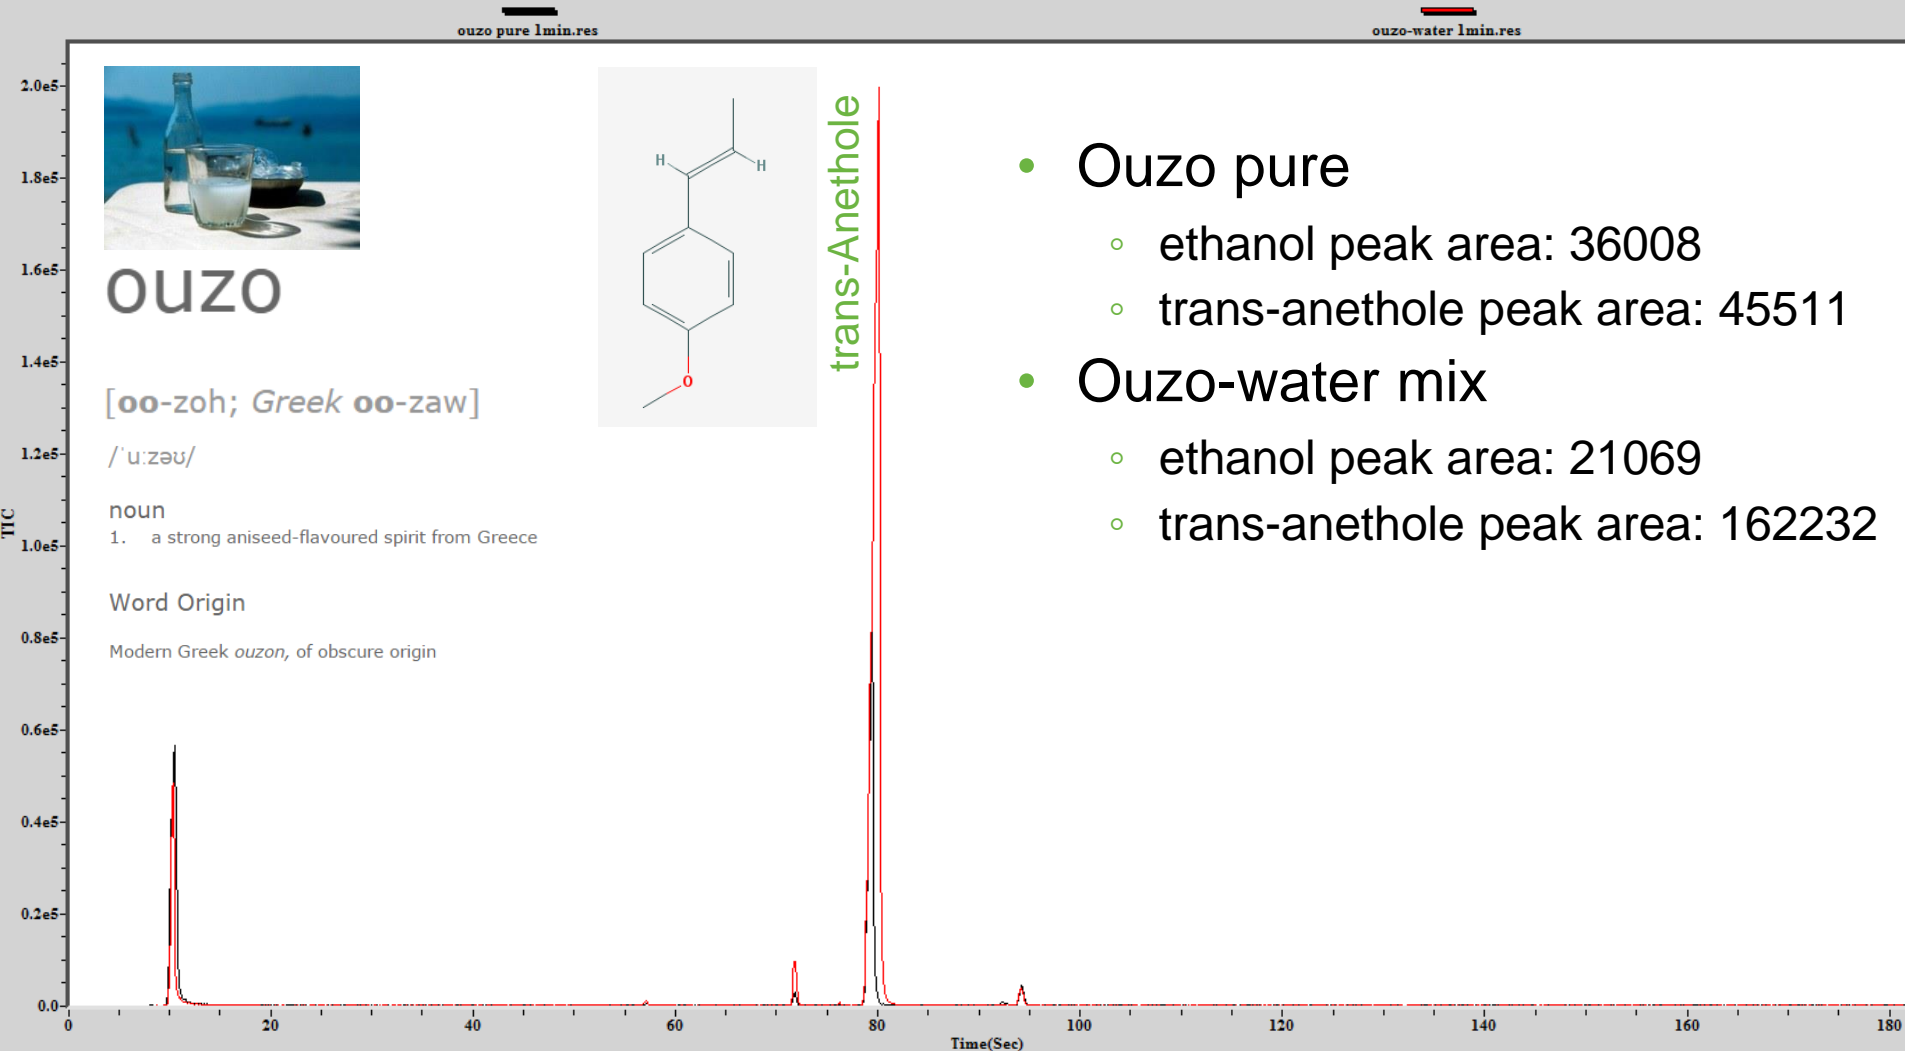 ouzo pure 1min.res
ouzo-water 1min.res
2.0e5
1.8e5
1.6e5
1.4e5
1.2e5
1.0e5
0.8e5
0.6e5
0.4e5
0.2e5
0.0
TIC
ouzo
[oo-zoh; Greek oo-zaw]
/ˈuːzəʊ/
noun
1. a strong aniseed-flavoured spirit from Greece
Word Origin
Modern Greek ouzon, of obscure origin
H
H
O
trans-Anethole
• Ouzo pure
◦ ethanol peak area: 36008
◦ trans-anethole peak area: 45511
• Ouzo-water mix
◦ ethanol peak area: 21069
◦ trans-anethole peak area: 162232
0 20 40 60 80 100 120 140 160 180
Time(Sec)